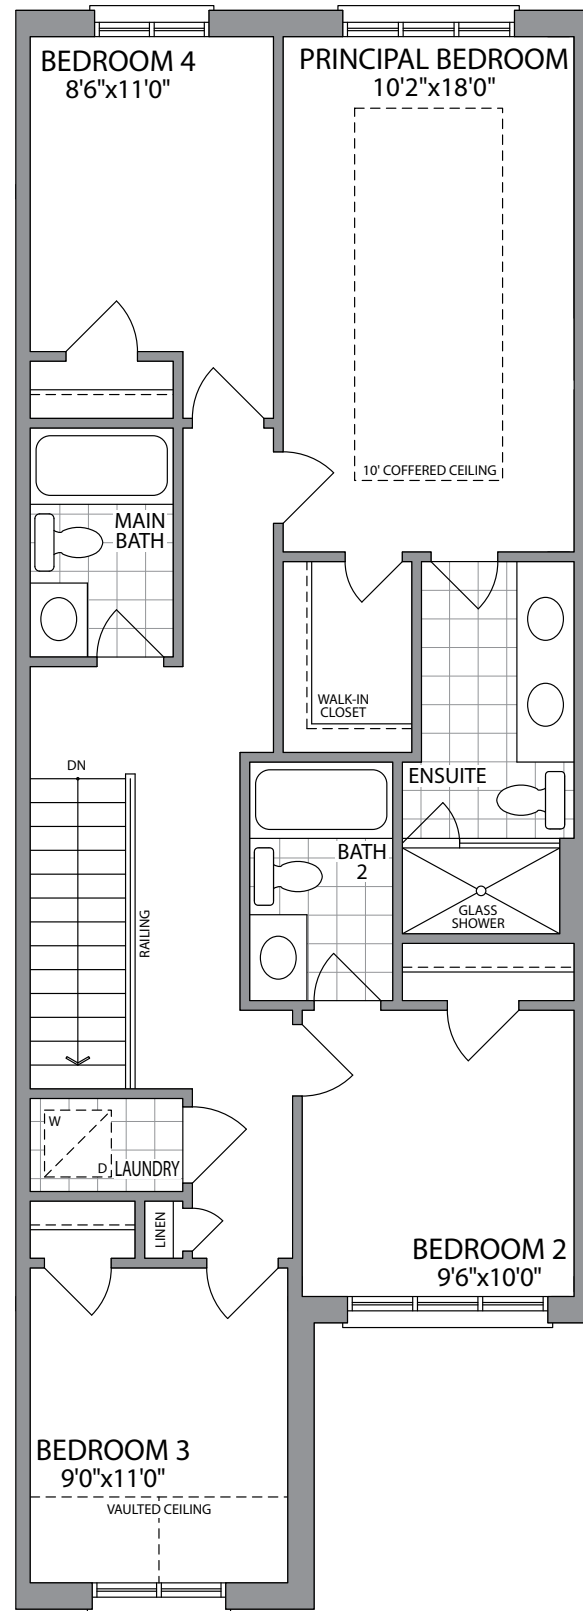 BEDROOM 4
8'6"x11'0"
PRINCIPAL BEDROOM
10'2"x18'0"
10' COFFERED CEILING
MAIN
BATH
WALK-IN
CLOSET
DN
ENSUITE
BATH
2
RAILING
GLASS
SHOWER
W
D
LAUNDRY
LINEN
BEDROOM 2
9'6"x10'0"
BEDROOM 3
9'0"x11'0"
VAULTED CEILING